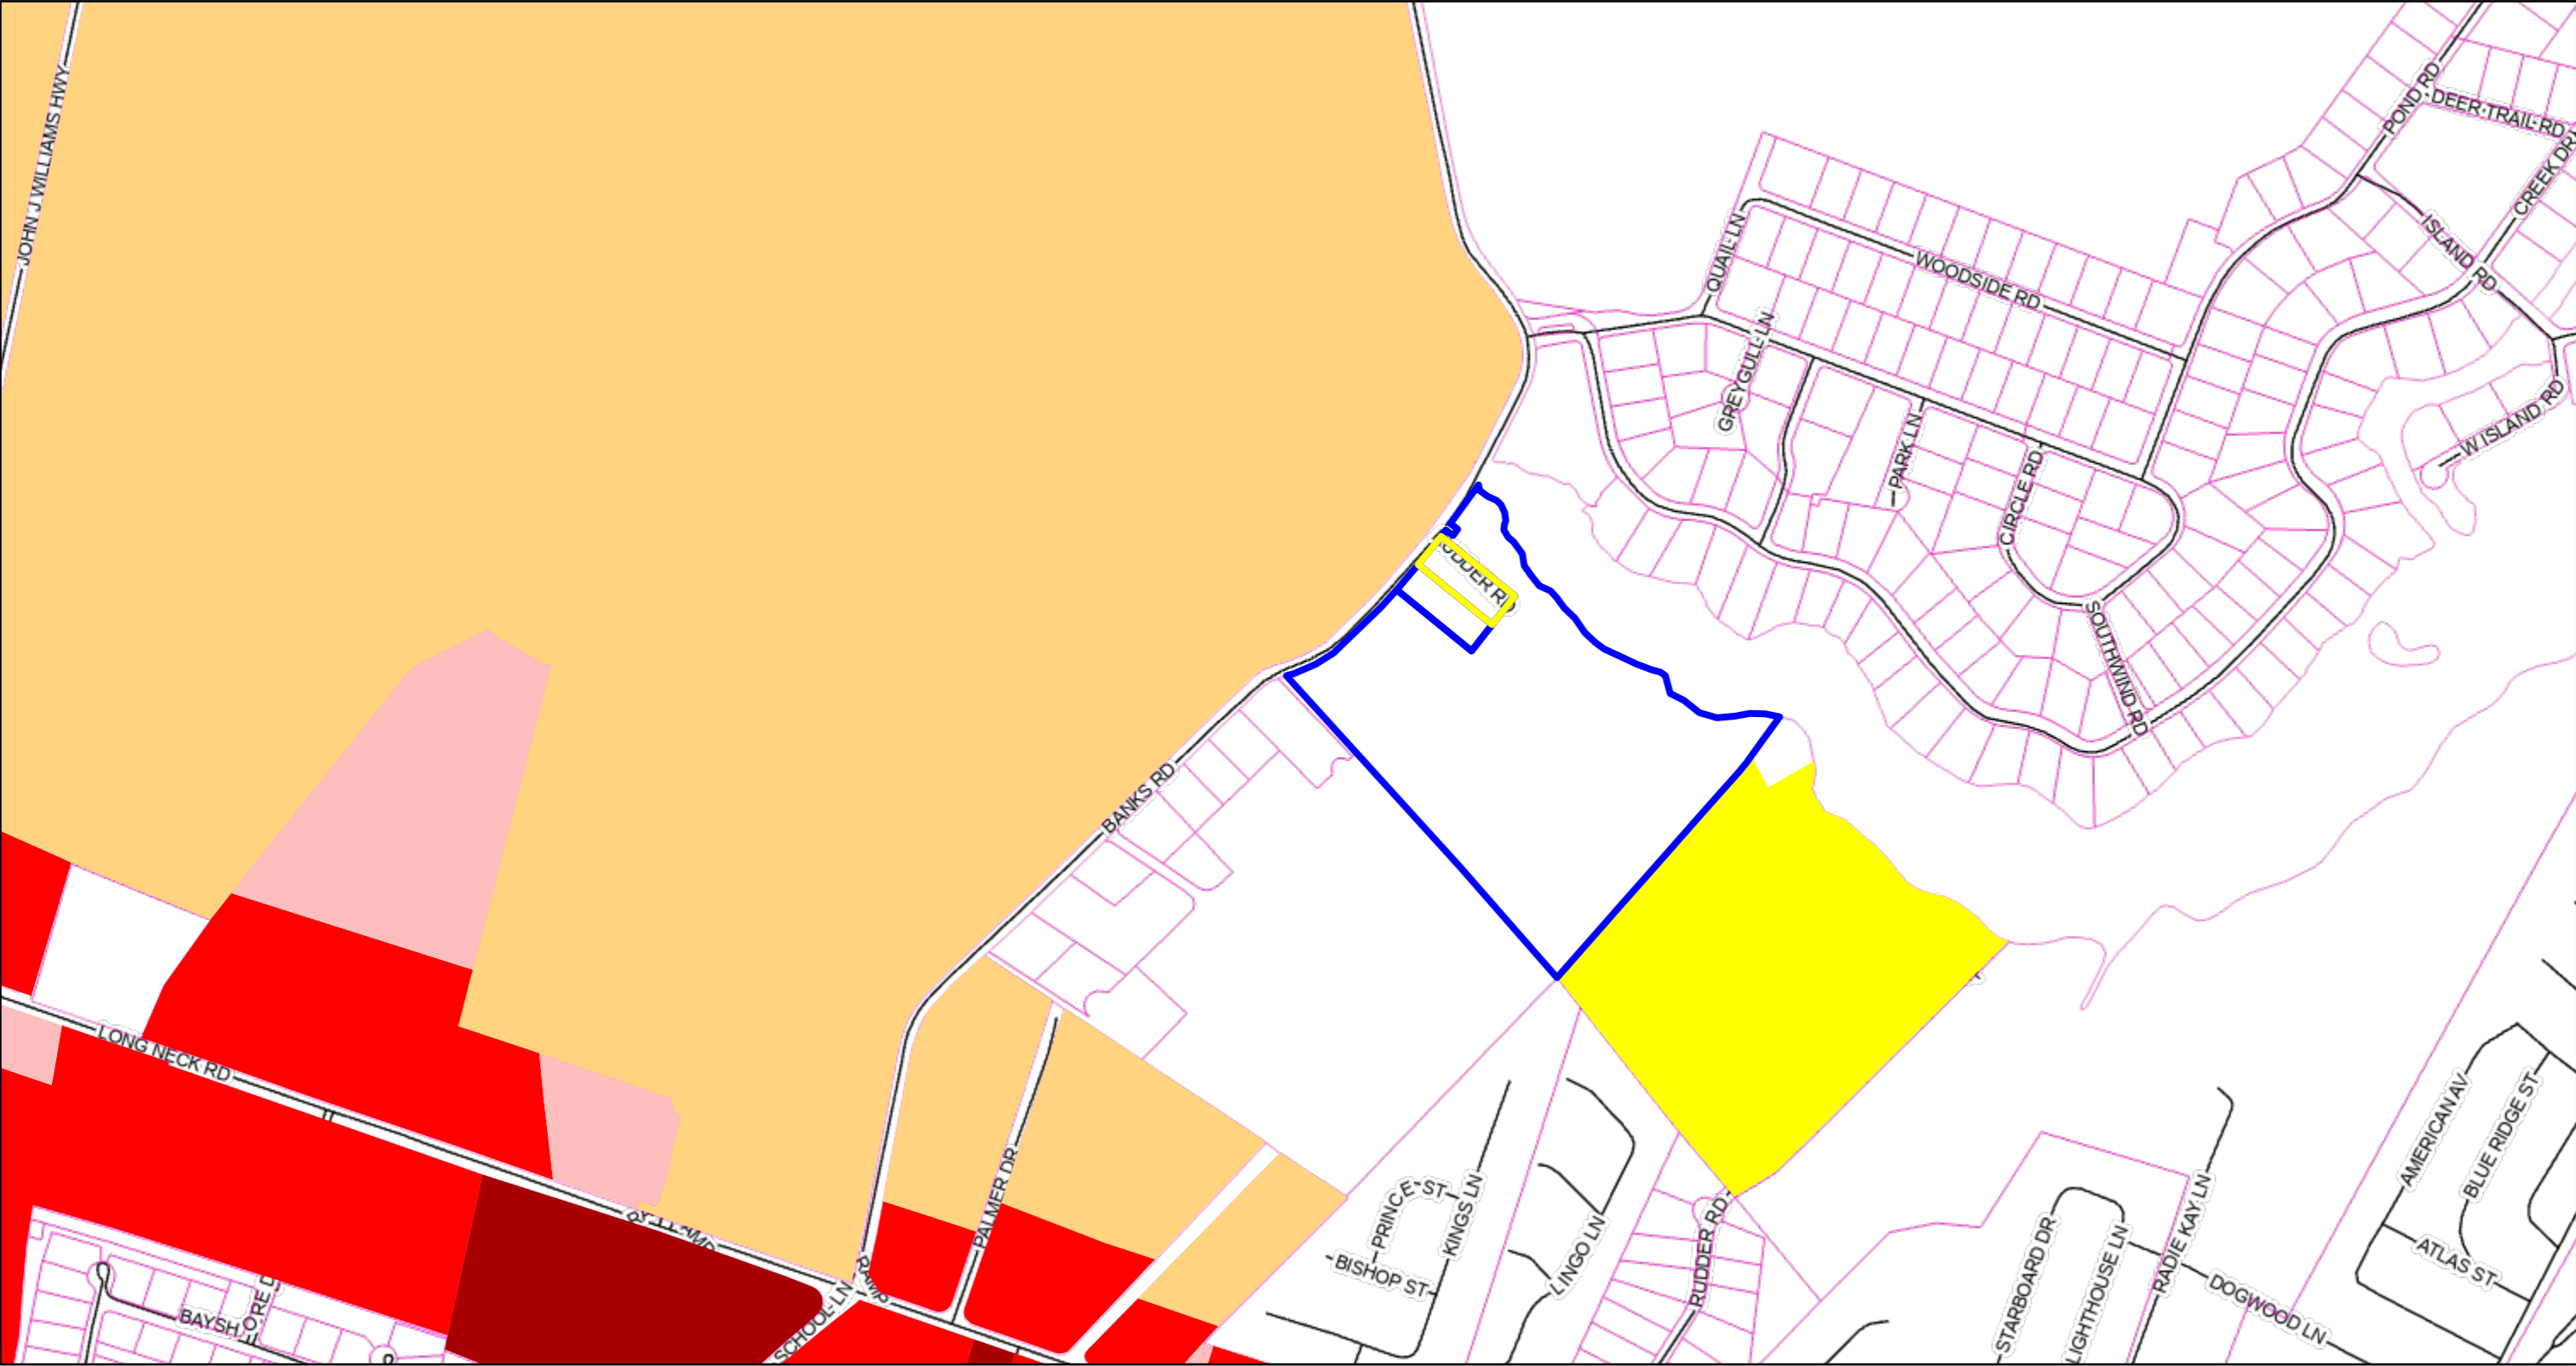 JOHN J WILLIAMS HWY
POND RD
DEER TRAIL RD
CREEK DR
ISLAND RD
QUAIL LN
WOODSIDE RD
GREYGULL LN
W ISLAND RD
PARK LN
CIRCLE RD
SOUTHWIND RD
BANKS RD
LONG NECK RD
PALMER DR
PRINCE ST
KINGS LN
BISHOP ST
LINGO LN
RUDDER RD
AMERICAN AV
BLUE RIDGE ST
ATLAS ST
RADIE KAY LN
STARBOARD DR
LIGHTHOUSE LN
DOGWOOD LN
RAMP
SCHOOL LN